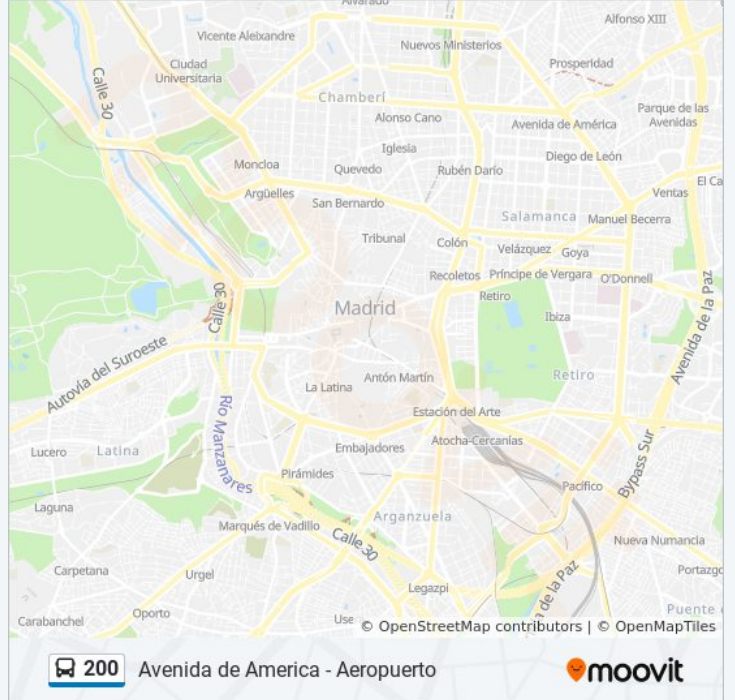 Alvarado
Alfonso XIII
Vicente Aleixandre
Nuevos Ministerios
Ciudad
Universitaria
Prosperidad
Calle 30
Chamberí
Parque de las
Avenidas
Alonso Cano
Avenida de América
Iglesia
Diego de León
Moncloa
Quevedo
Rubén Darío
El Ca
Argüelles
Ventas
San Bernardo
Salamanca
Manuel Becerra
Tribunal
Colón
Velázquez
Goya
Recoletos
Príncipe de Vergara
O'Donnell
Retiro
Calle 30
Madrid
Ibiza
Avenida de la Paz
Autovía del Suroeste
Antón Martín
Retiro
La Latina
Estación del Arte
Río Manzanares
Atocha-Cercanías
Lucero
Latina
Embajadores
Bypass Sur
Pirámides
Pacífico
Laguna
Arganzuela
Marqués de Vadillo
Calle 30
Nueva Numancia
Carpetana
Urgel
Portazgo
a de la Paz
Legazpi
Oporto
Puente
Carabanchel
Use
© OpenStreetMap contributors | © OpenMapTiles
200 Avenida de America - Aeropuerto
moovit